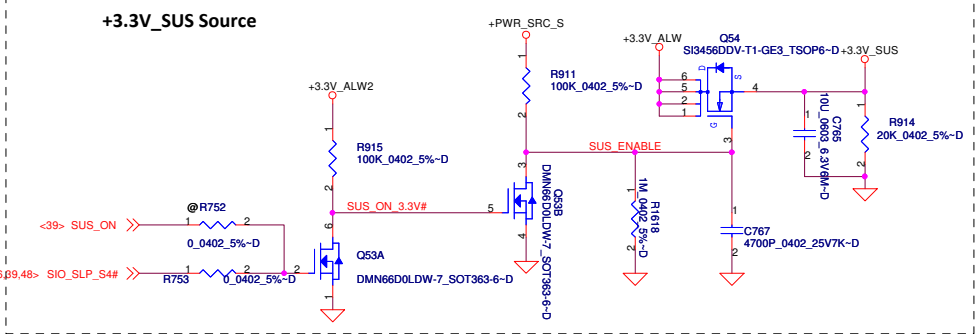 +3.3V_SUS Source
+PWR_SRC_S
+3.3V_ALW
Q54
SI3456DDV-T1-GE3_TSOP6~D
+3.3V_SUS
+3.3V_ALW2
1
R911
100K_0402_5%~D
2
D
S
6
5
2
1
4
G
3
1
2
C765
10U_0603_6.3V6M~D
1
R914
20K_0402_5%~D
2
1
R915
100K_0402_5%~D
2
SUS_ENABLE
3
Q53B
DMN66D0LDW-7_SOT363-6~D
5
4
SUS_ON_3.3V#
1
R1618
1M_0402_5%~D
2
1
C767
4700P_0402_25V7K~D
2
@R752
<39> SUS_ON
1
2
0_0402_5%~D
6
Q53A
DMN66D0LDW-7_SOT363-6~D
2
1
39,48> SIO_SLP_S4#
1
2
R753
0_0402_5%~D